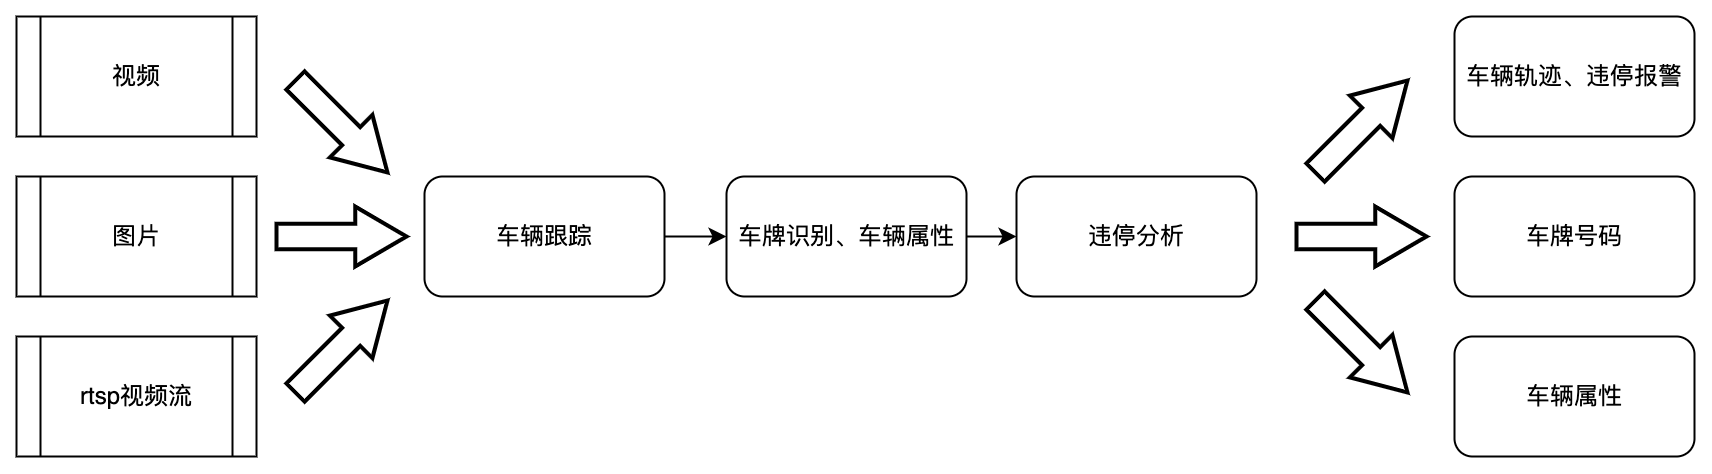 视频
图片
rtsp视频流
车辆跟踪
车牌识别、车辆属性
违停分析
车辆轨迹、违停报警
车牌号码
车辆属性